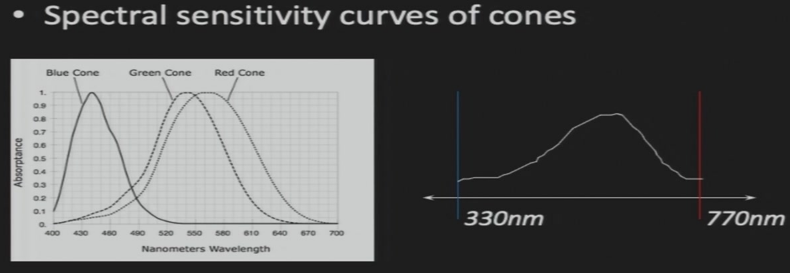 • Spectral sensitivity curves of cones
Blue Cone Green Cone Red Cone
1.
0.9
0.8
0.7
0.6
0.5
0.4
0.3
0.2
0.1
0.
Absorptance
400 430 460 490 520 550 580 610 640 670 700
Nanometers Wavelength
330nm 770nm